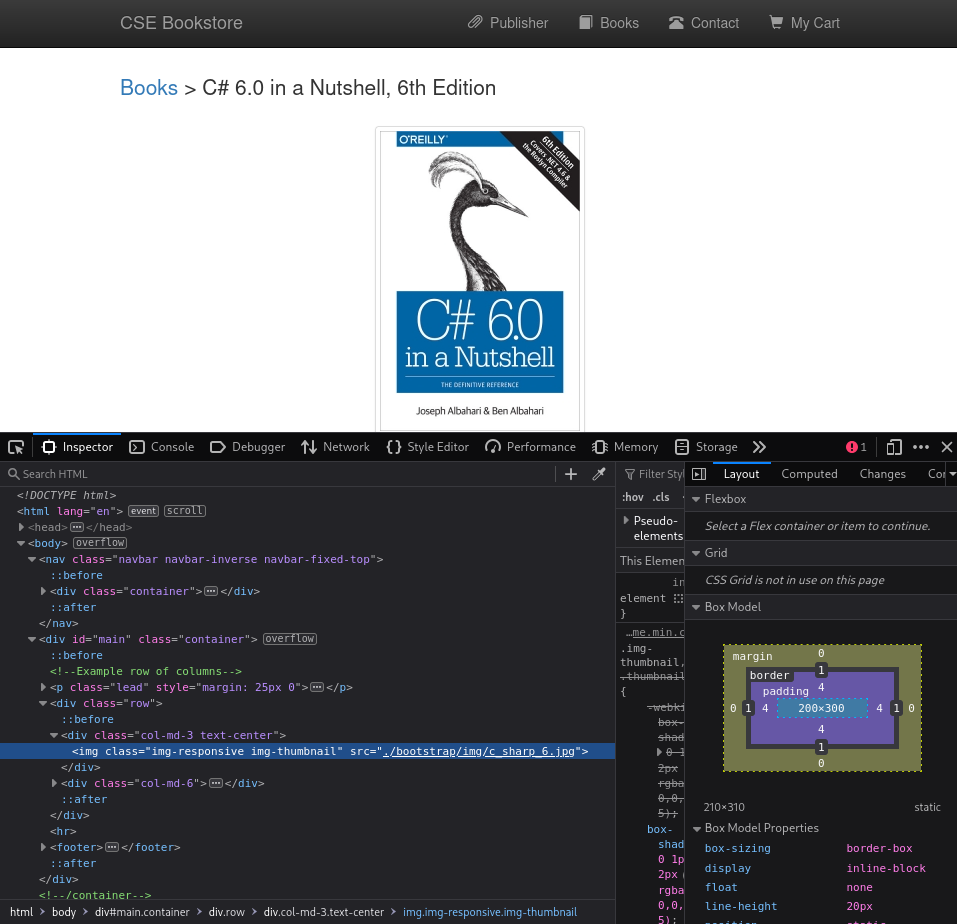 CSE Bookstore
Publisher
Books
Contact
My Cart
Books > C# 6.0 in a Nutshell, 6th Edition
O'REILLY®
6th Edition
Covers .NET 4.6 &
the Roslyn Compiler
C# 6.0
in a Nutshell
THE DEFINITIVE REFERENCE
Joseph Albahari & Ben Albahari
Inspector
Console
Debugger
Network
Style Editor
Performance
Memory
Storage
1
Search HTML
<!DOCTYPE html>
<html lang="en"> event scroll
<head> </head>
<body> overflow
<nav class="navbar navbar-inverse navbar-fixed-top">
::before
<div class="container"> </div>
::after
</nav>
<div id="main" class="container"> overflow
::before
<!--Example row of columns-->
<p class="lead" style="margin: 25px 0"> </p>
<div class="row">
::before
<div class="col-md-3 text-center">
<img class="img-responsive img-thumbnail" src="./bootstrap/img/c_sharp_6.jpg">
</div>
<div class="col-md-6"> </div>
::after
</div>
<hr>
<footer> </footer>
::after
</div>
<!--/container-->
html > body > div#main.container > div.row > div.col-md-3.text-center > img.img-responsive.img-thumbnail
Filter Styl
:hov .cls
Pseudo-
elements
This Elemen
in
element
}
…me.min.c
.img-
thumbnail,
.thumbnail
{
-webki
box-
shad
0 1
2px
rgba
0,0,
5);
box-
shad
0 1p
2px
rgba
0,0,
5);
Layout
Computed
Changes
Co
Flexbox
Select a Flex container or item to continue.
Grid
CSS Grid is not in use on this page
Box Model
margin
0
border
1
padding
4
0 1 4 200×300 4 1 0
4
1
0
210×310
static
Box Model Properties
box-sizing border-box
display inline-block
float none
line-height 20px